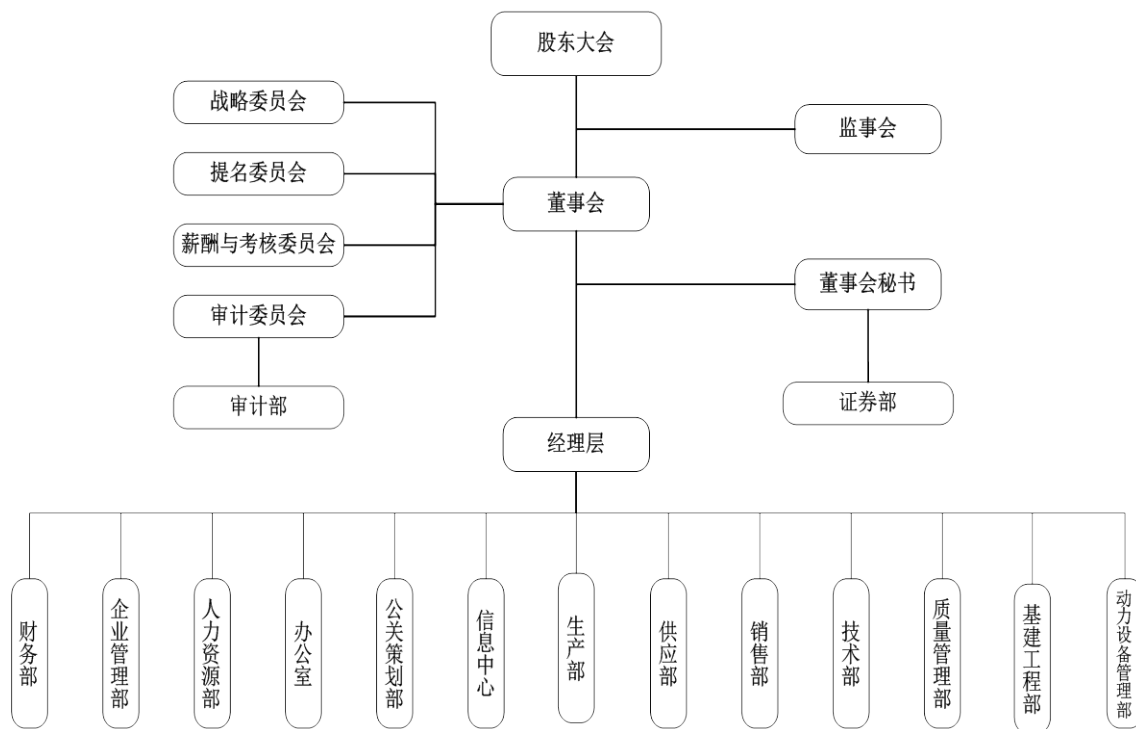 股东大会
战略委员会
监事会
提名委员会
董事会
薪酬与考核委员会
董事会秘书
审计委员会
审计部
证券部
经理层
财务部
企业管理部
人力资源部
办公室
公关策划部
信息中心
生产部
供应部
销售部
技术部
质量管理部
基建工程部
动力设备管理部